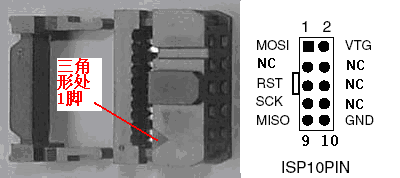 三角
形处
1脚
1 2
MOSI VTG
NC NC
RST NC
SCK NC
MISO GND
9 10
ISP10PIN